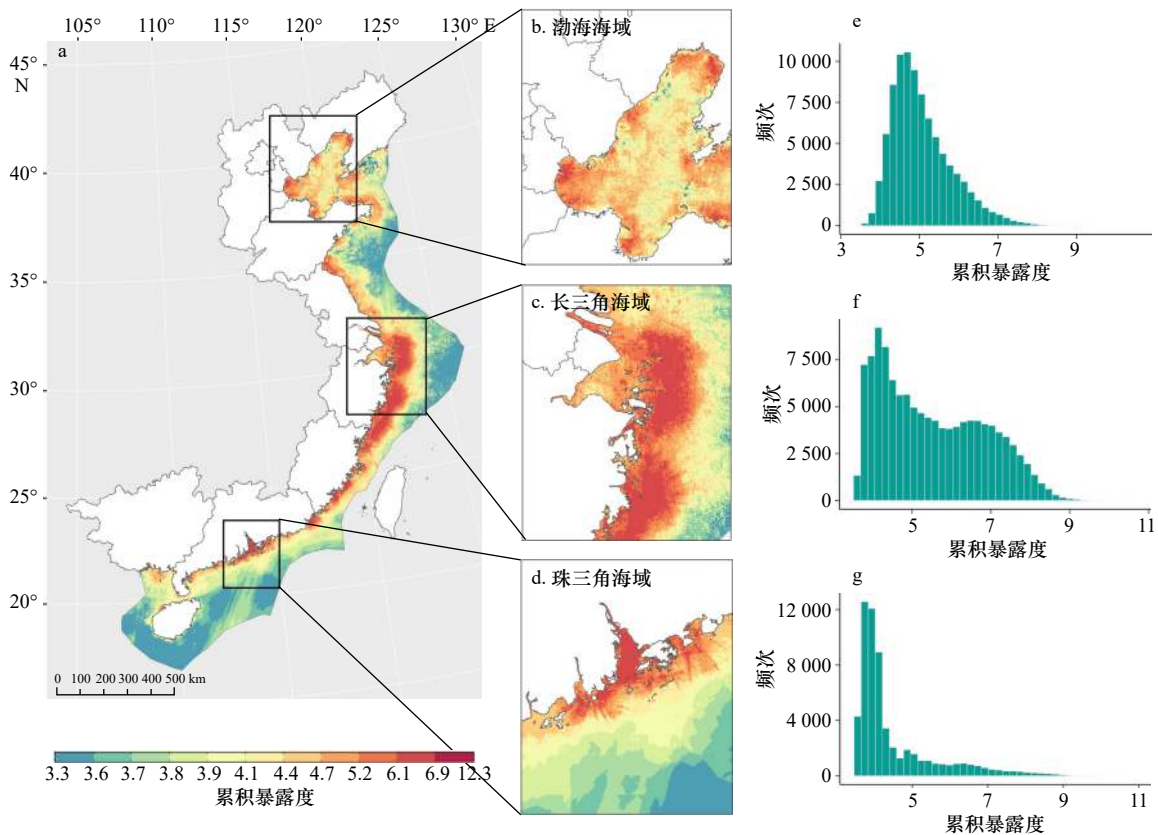 105° 110° 115° 120° 125° 130° E
a
45°
N
40°
35°
30°
25°
20°
0 100 200 300 400 500 km
3.3 3.6 3.7 3.8 3.9 4.1 4.4 4.7 5.2 6.1 6.9 12.3
累积暴露度
b. 渤海海域
c. 长三角海域
d. 珠三角海域
e
10 000
7 500
5 000
2 500
0
频次
3 5 7 9
累积暴露度
f
7 500
5 000
2 500
0
频次
5 7 9 11
累积暴露度
g
12 000
8 000
4 000
0
频次
5 7 9 11
累积暴露度